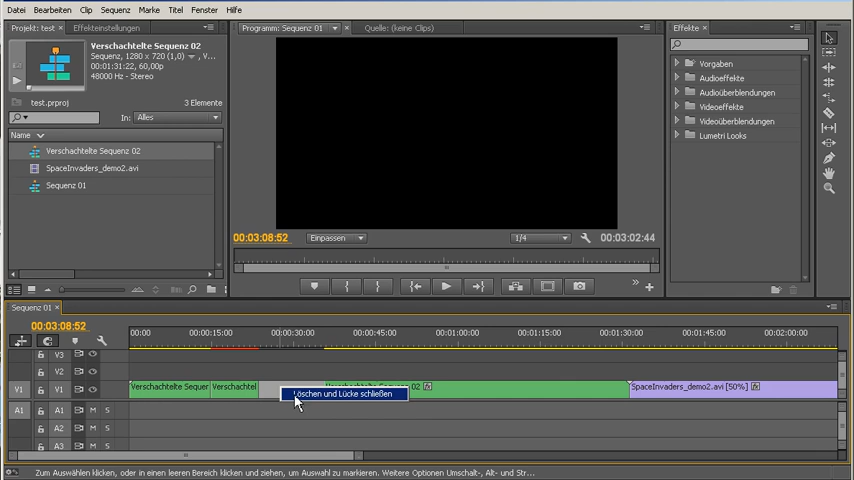 Datei Bearbeiten Clip Sequenz Marke Titel Fenster Hilfe
Projekt: test × Effekteinstellungen
Programm: Sequenz 01 × Quelle: (keine Clips)
Effekte ×
Verschachtelte Sequenz 02
Sequenz, 1280 x 720 (1,0) , V...
00:01:31:22, 60,00p
48000 Hz - Stereo
test.prproj 3 Elemente
In: Alles
Name
Verschachtelte Sequenz 02
SpaceInvaders_demo2.avi
Sequenz 01
Vorgaben
Audioeffekte
Audioüberblendungen
Videoeffekte
Videoüberblendungen
Lumetri Looks
00:03:08:52 Einpassen 1/4 00:03:02:44
Sequenz 01 ×
00:03:08:52
00:00 00:00:15:00 00:00:30:00 00:00:45:00 00:01:00:00 00:01:15:00 00:01:30:00 00:01:45:00 00:02:00:00
V3
V2
V1 V1 Verschachtelte Sequer Verschachtel SpaceInvaders_demo2.avi [50%] fx
Löschen und Lücke schließen
A1 A1 M S
A2 M S
A3 M S
Zum Auswählen klicken, oder in einen leeren Bereich klicken und ziehen, um Auswahl zu markieren. Weitere Optionen Umschalt-, Alt- und Str...